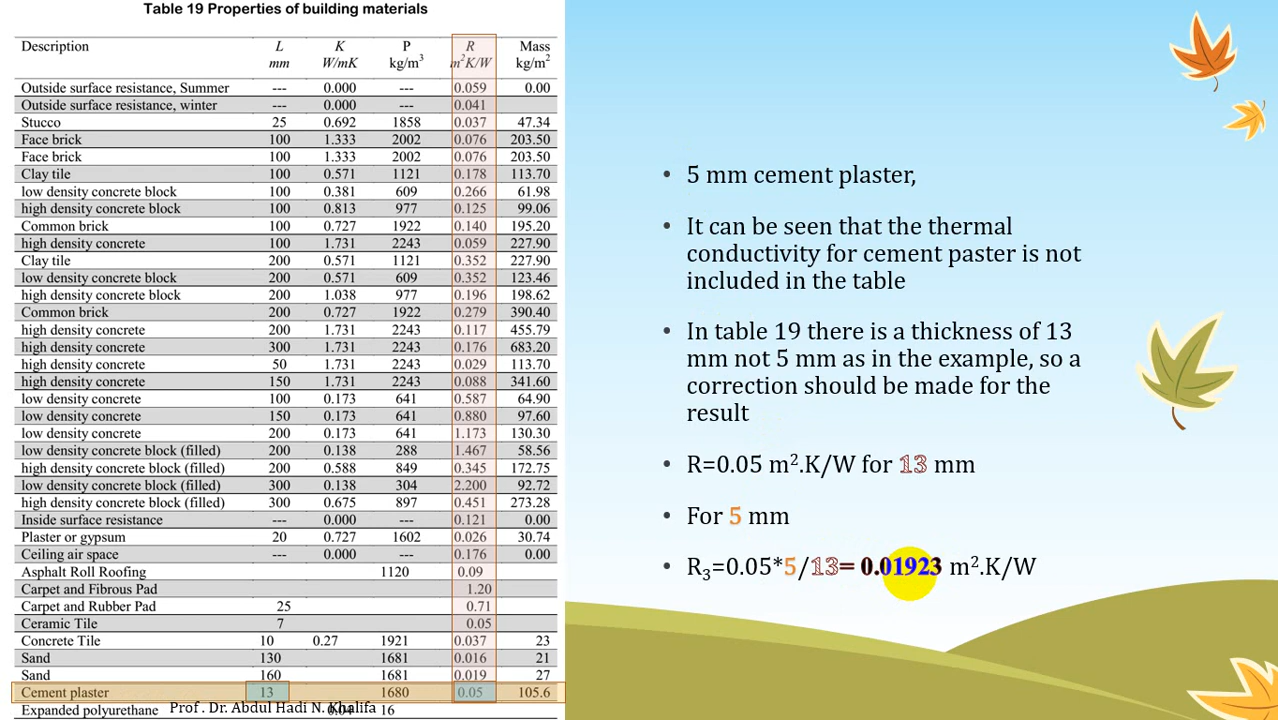 Table 19 Properties of building materials
Description L K P R Mass
mm W/mK kg/m³ m²K/W kg/m²
Outside surface resistance, Summer --- 0.000 --- 0.059 0.00
Outside surface resistance, winter --- 0.000 --- 0.041
Stucco 25 0.692 1858 0.037 47.34
Face brick 100 1.333 2002 0.076 203.50
Face brick 100 1.333 2002 0.076 203.50
Clay tile 100 0.571 1121 0.178 113.70
low density concrete block 100 0.381 609 0.266 61.98
high density concrete block 100 0.813 977 0.125 99.06
Common brick 100 0.727 1922 0.140 195.20
high density concrete 100 1.731 2243 0.059 227.90
Clay tile 200 0.571 1121 0.352 227.90
low density concrete block 200 0.571 609 0.352 123.46
high density concrete block 200 1.038 977 0.196 198.62
Common brick 200 0.727 1922 0.279 390.40
high density concrete 200 1.731 2243 0.117 455.79
high density concrete 300 1.731 2243 0.176 683.20
high density concrete 50 1.731 2243 0.029 113.70
high density concrete 150 1.731 2243 0.088 341.60
low density concrete 100 0.173 641 0.587 64.90
low density concrete 150 0.173 641 0.880 97.60
low density concrete 200 0.173 641 1.173 130.30
low density concrete block (filled) 200 0.138 288 1.467 58.56
high density concrete block (filled) 200 0.588 849 0.345 172.75
low density concrete block (filled) 300 0.138 304 2.200 92.72
high density concrete block (filled) 300 0.675 897 0.451 273.28
Inside surface resistance --- 0.000 --- 0.121 0.00
Plaster or gypsum 20 0.727 1602 0.026 30.74
Ceiling air space --- 0.000 --- 0.176 0.00
Asphalt Roll Roofing 1120 0.09
Carpet and Fibrous Pad 1.20
Carpet and Rubber Pad 25 0.71
Ceramic Tile 7 0.05
Concrete Tile 10 0.27 1921 0.037 23
Sand 130 1681 0.016 21
Sand 160 1681 0.019 27
Cement plaster 13 1680 0.05 105.6
Expanded polyurethane 16
Prof . Dr. Abdul Hadi N. Khalifa
• 5 mm cement plaster,
• It can be seen that the thermal
conductivity for cement paster is not
included in the table
• In table 19 there is a thickness of 13
mm not 5 mm as in the example, so a
correction should be made for the
result
• R=0.05 m².K/W for 13 mm
• For 5 mm
• R₃=0.05*5/13= 0.01923 m².K/W